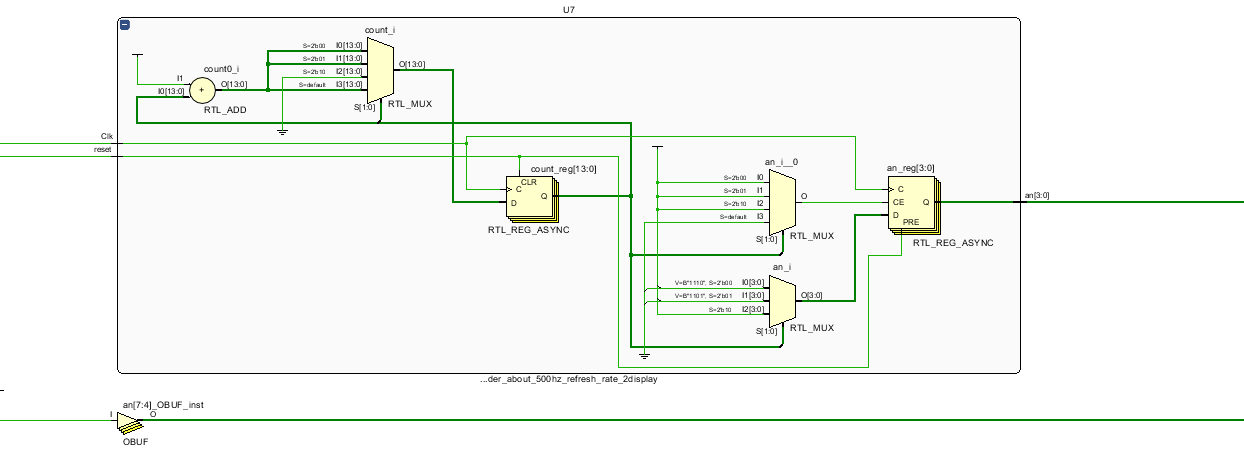 U7
count_i
S=2'b00 I0[13:0]
S=2'b01 I1[13:0]
S=2'b10 I2[13:0]
S=default I3[13:0]
O[13:0]
S[1:0]
RTL_MUX
count0_i
I1
I0[13:0]
+
O[13:0]
RTL_ADD
Clk
reset
count_reg[13:0]
CLR
C
D
Q
RTL_REG_ASYNC
an_i__0
S=2'b00 I0
S=2'b01 I1
S=2'b10 I2
S=default I3
O
S[1:0]
RTL_MUX
an_reg[3:0]
C
CE
D
Q
PRE
RTL_REG_ASYNC
an[3:0]
an_i
V=B"1110", S=2'b00 I0[3:0]
V=B"1101", S=2'b01 I1[3:0]
S=2'b10 I2[3:0]
O[3:0]
S[1:0]
RTL_MUX
...der_about_500hz_refresh_rate_2display
an[7:4]_OBUF_inst
I
O
OBUF